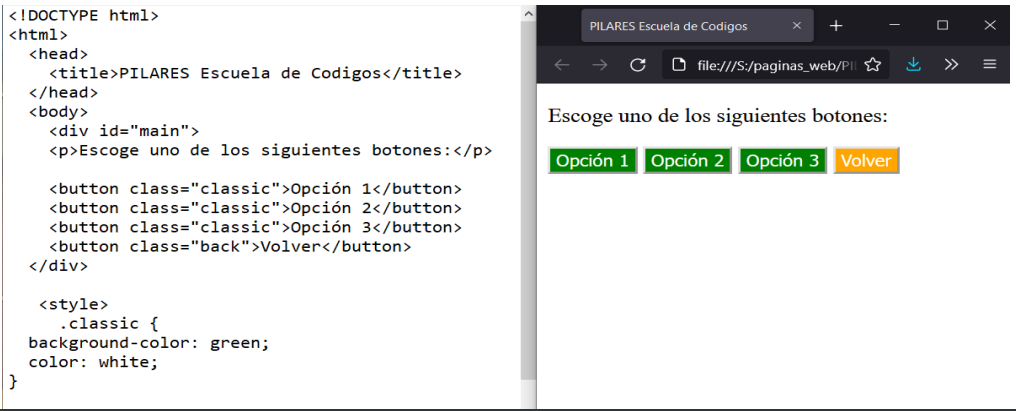 <!DOCTYPE html>
<html>
<head>
<title>PILARES Escuela de Codigos</title>
</head>
<body>
<div id="main">
<p>Escoge uno de los siguientes botones:</p>
<button class="classic">Opción 1</button>
<button class="classic">Opción 2</button>
<button class="classic">Opción 3</button>
<button class="back">Volver</button>
</div>
<style>
.classic {
background-color: green;
color: white;
}
PILARES Escuela de Codigos
file:///S:/paginas_web/PI
Escoge uno de los siguientes botones:
Opción 1 Opción 2 Opción 3 Volver